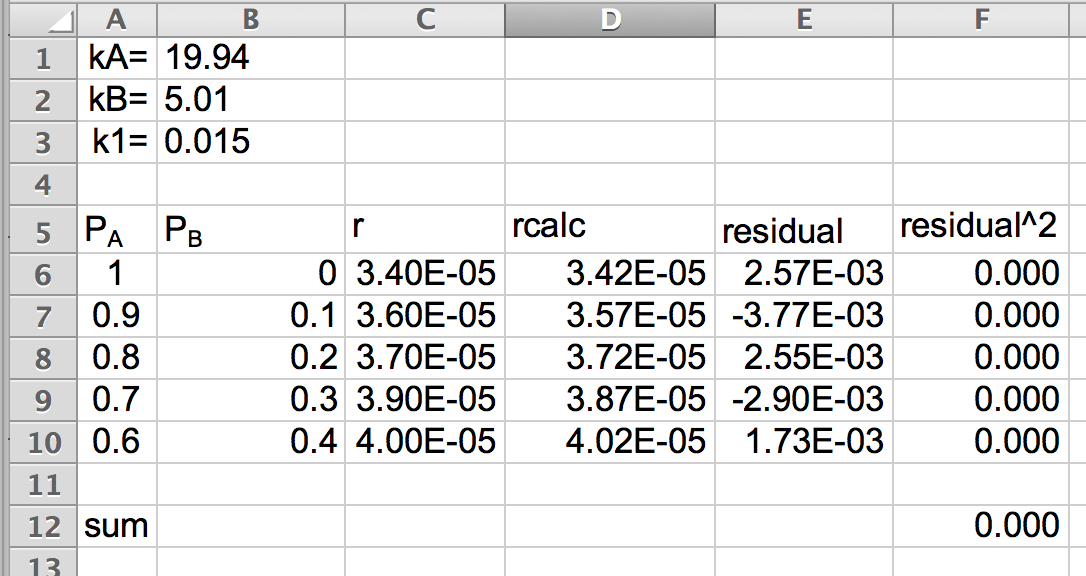 A B C D E F
1 kA= 19.94
2 kB= 5.01
3 k1= 0.015
4
5 PA PB r rcalc residual residual^2
6 1 0 3.40E-05 3.42E-05 2.57E-03 0.000
7 0.9 0.1 3.60E-05 3.57E-05 -3.77E-03 0.000
8 0.8 0.2 3.70E-05 3.72E-05 2.55E-03 0.000
9 0.7 0.3 3.90E-05 3.87E-05 -2.90E-03 0.000
10 0.6 0.4 4.00E-05 4.02E-05 1.73E-03 0.000
11
12 sum 0.000
13